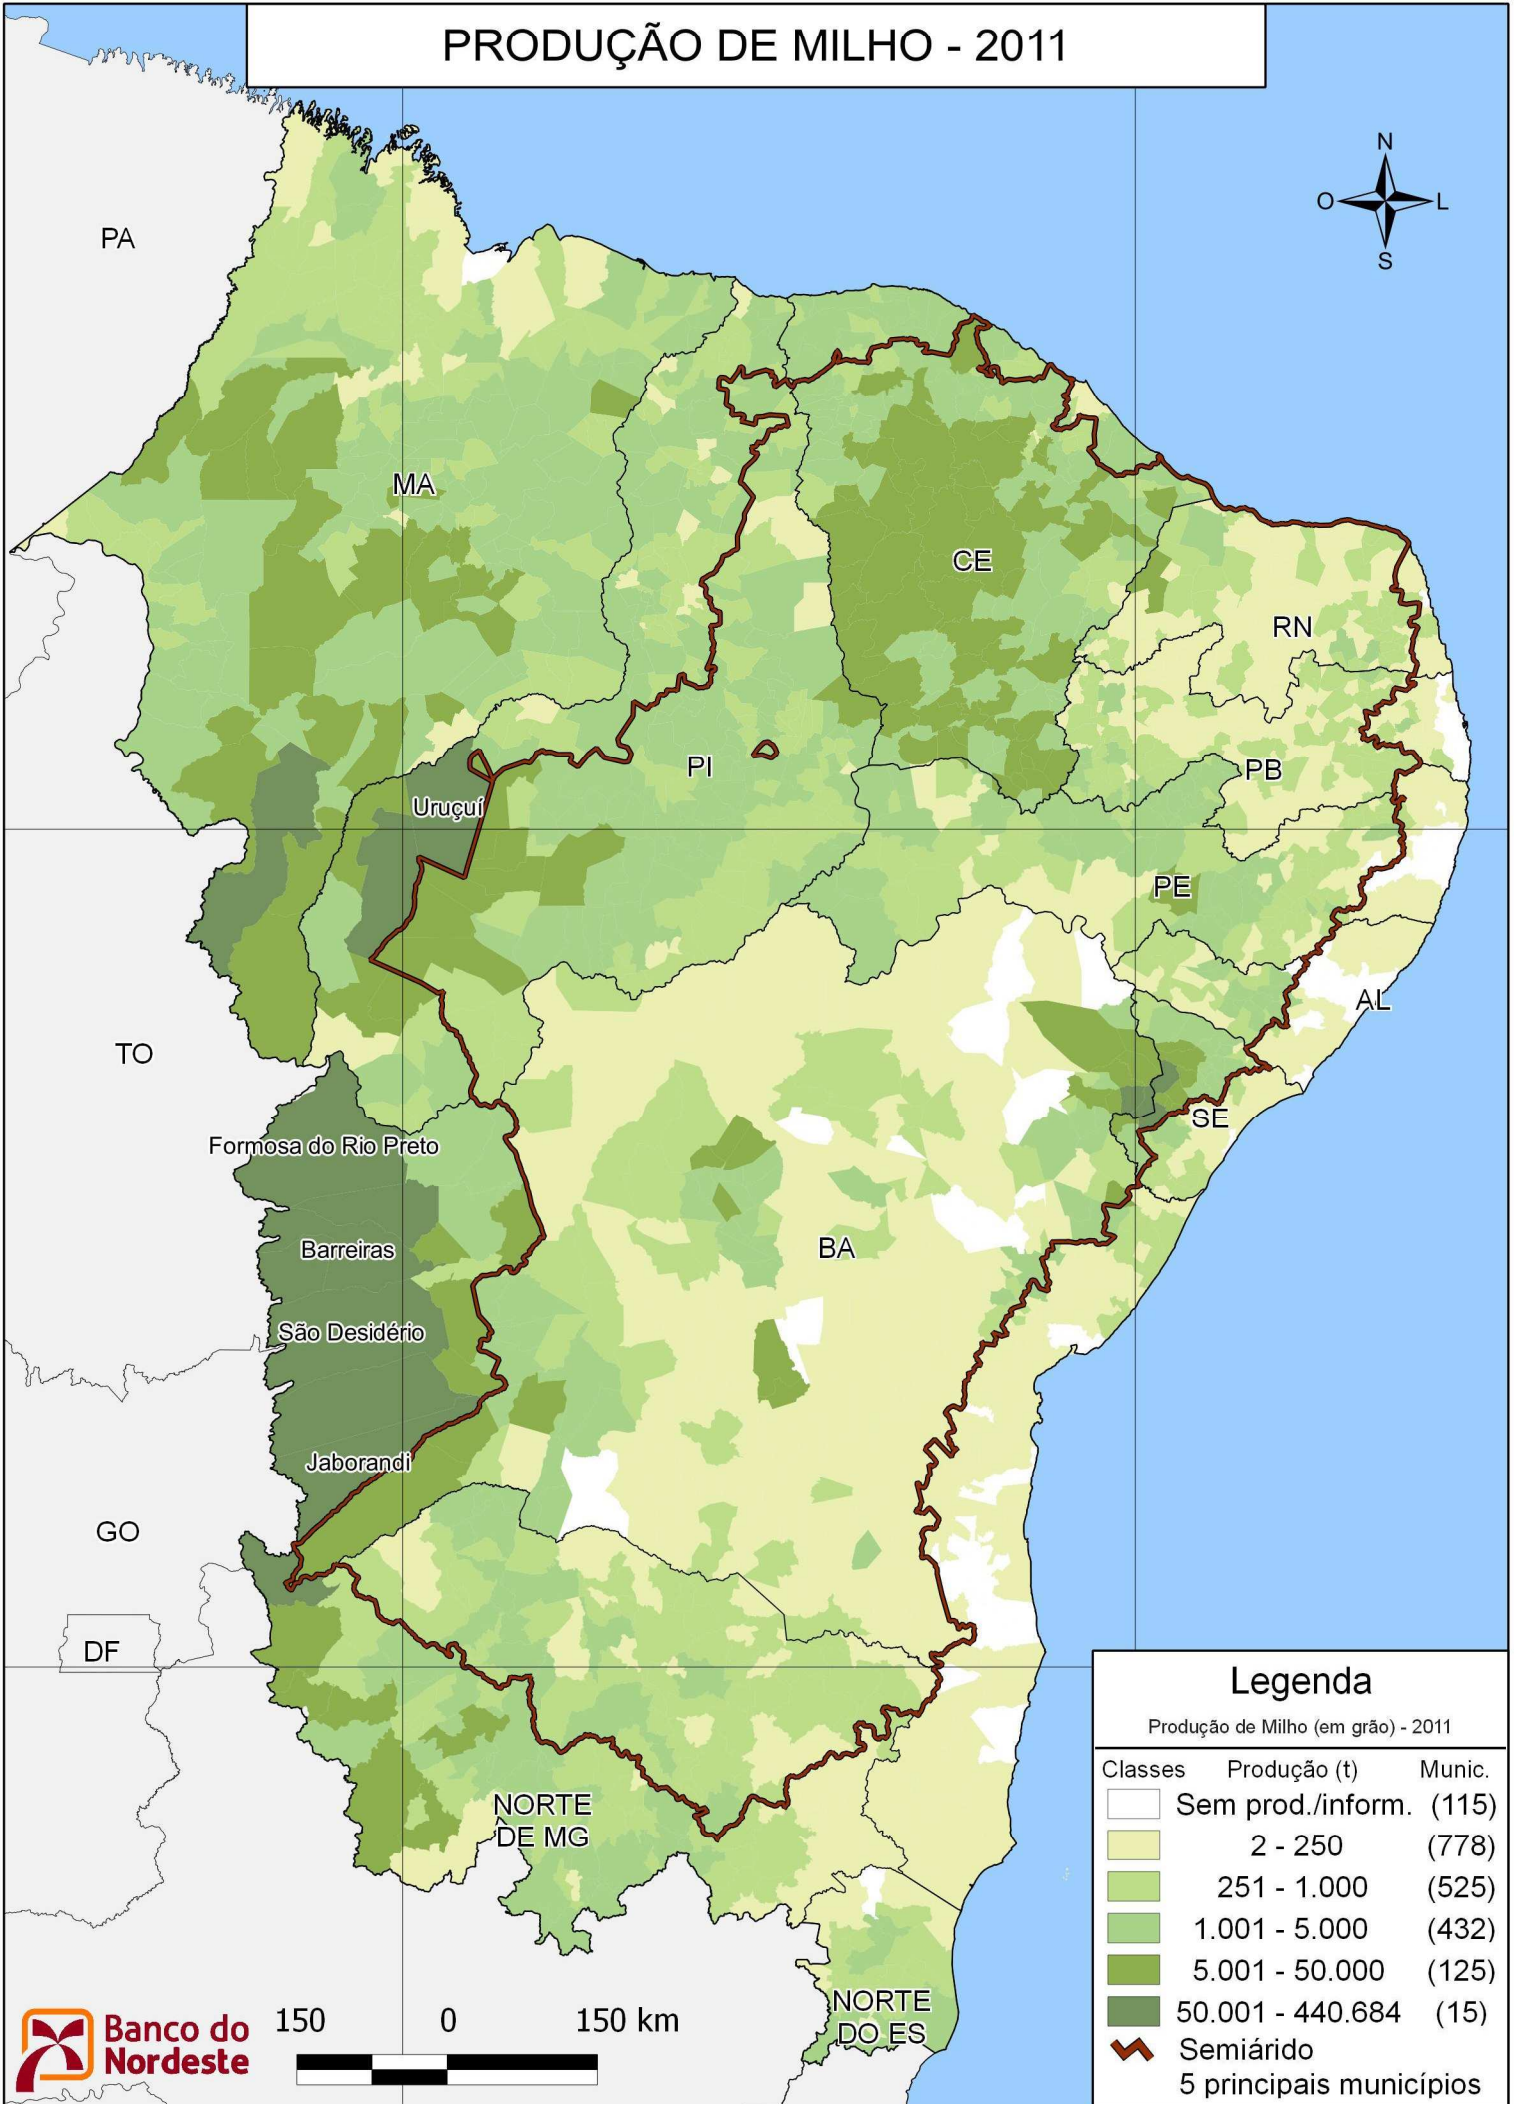 PRODUÇÃO DE MILHO - 2011
N
O
L
S
PA
MA
CE
RN
PI
PB
Uruçuí
PE
AL
TO
SE
Formosa do Rio Preto
Barreiras
BA
São Desidério
Jaborandi
GO
DF
NORTE
DE MG
NORTE
DO ES
Legenda
Produção de Milho (em grão) - 2011
Classes Produção (t) Munic.
Sem prod./inform. (115)
2 - 250 (778)
251 - 1.000 (525)
1.001 - 5.000 (432)
5.001 - 50.000 (125)
50.001 - 440.684 (15)
Semiárido
5 principais municípios
Banco do
Nordeste
150 0 150 km